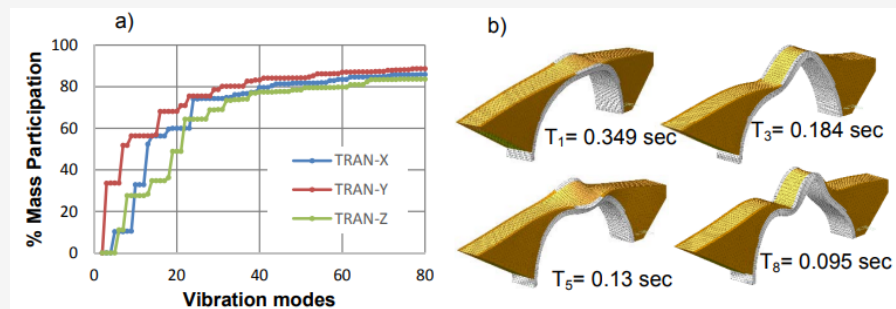 a)
100
80
60
40
20
0
% Mass Participation
TRAN-X
TRAN-Y
TRAN-Z
0 20 40 60 80
Vibration modes
b)
T1= 0.349 sec
T3= 0.184 sec
T5= 0.13 sec
T8= 0.095 sec